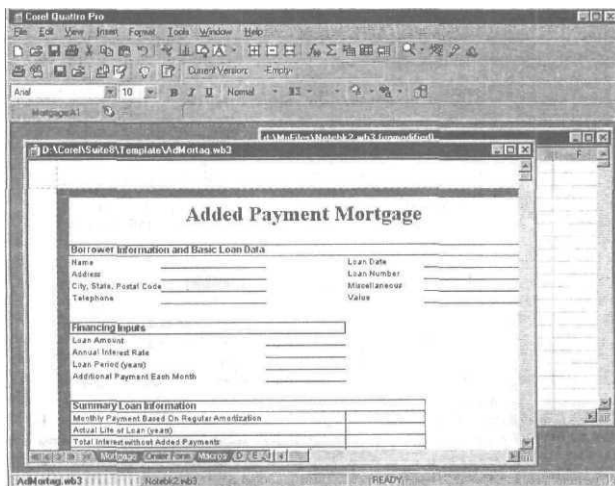 Corel Quattro Pro
File Edit View Insert Format Tools Window Help
Current Version: -Empty-
Arial 10 B I U Normal
Mortgage:A1
d:\MyFiles\Notebk2.wb3 (unmodified)
D:\Corel\Suite8\Template\AdMortag.wb3
F
Added Payment Mortgage
Borrower Information and Basic Loan Data
Name Loan Date
Address Loan Number
City, State, Postal Code Miscellaneous
Telephone Value
Financing Inputs
Loan Amount
Annual Interest Rate
Loan Period (years)
Additional Payment Each Month
Summary Loan Information
Monthly Payment Based On Regular Amortization
Actual Life of Loan (years)
Total Interest without Added Payments
Mortgage Order Form Macros D E
AdMortag.wb3 Notebk2.wb3 READY